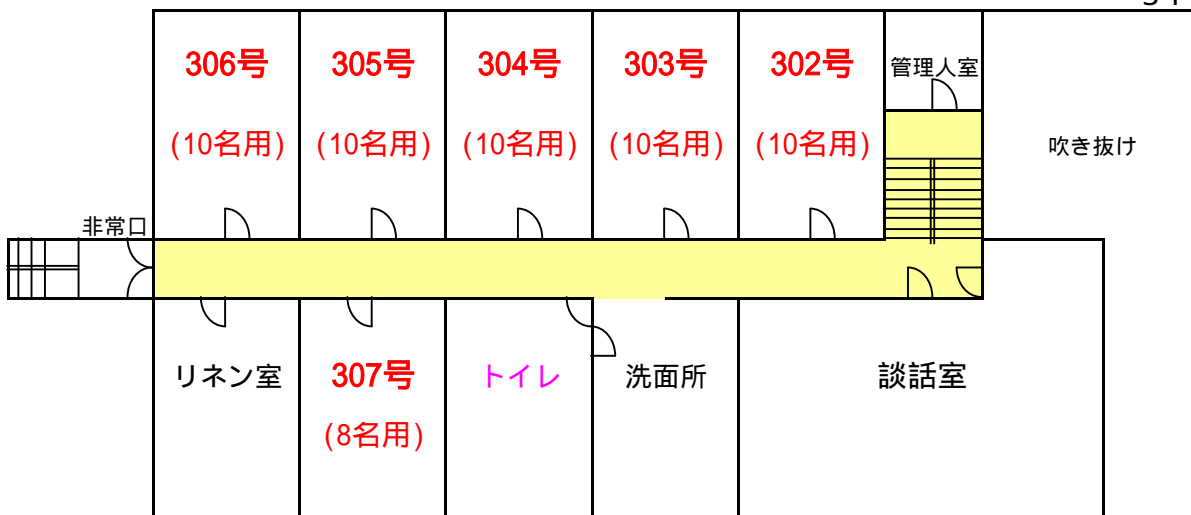 306号
(10名用)
305号
(10名用)
304号
(10名用)
303号
(10名用)
302号
(10名用)
管理人室
吹き抜け
非常口
リネン室
307号
(8名用)
トイレ
洗面所
談話室